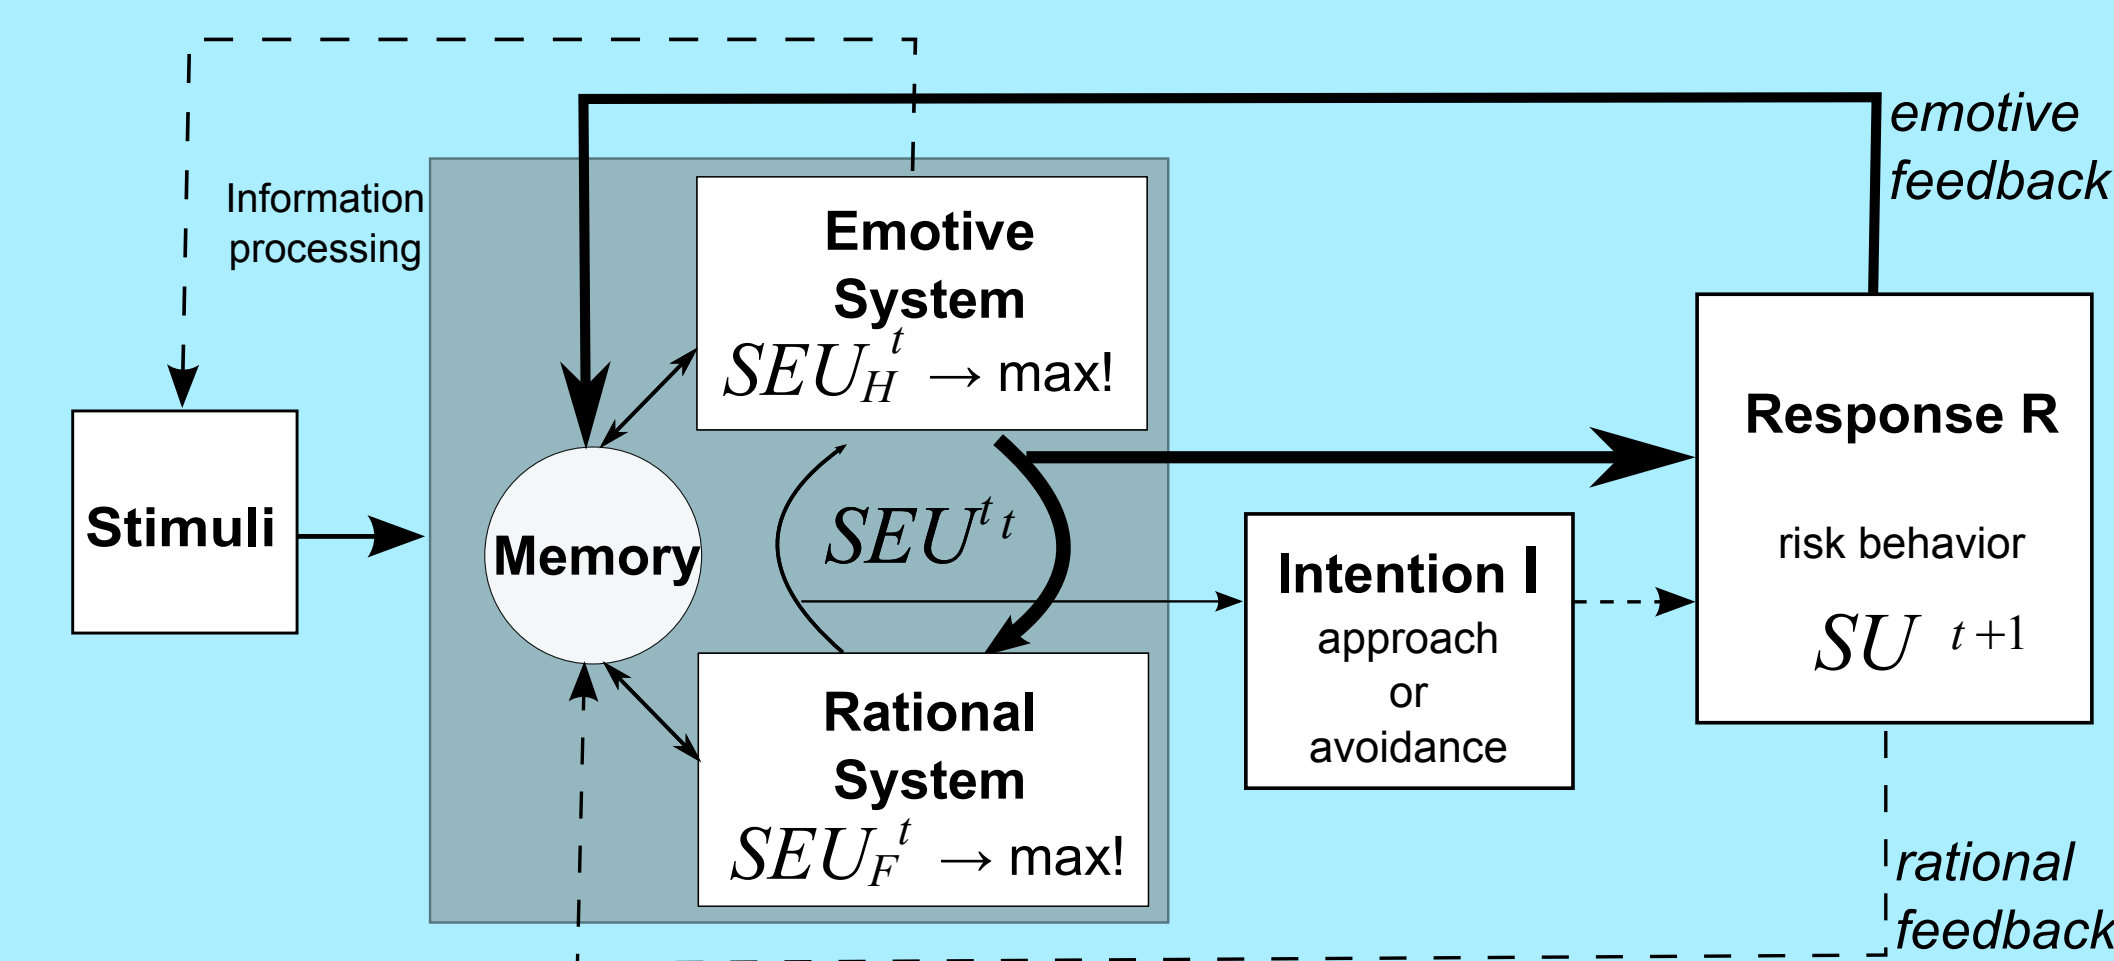 emotive
feedback
Information
processing
Emotive
System
SEU_H^t → max!
Stimuli
Memory
SEU^t t
Intention I
approach
or
avoidance
Response R
risk behavior
SU t+1
Rational
System
SEU_F^t → max!
rational
feedback